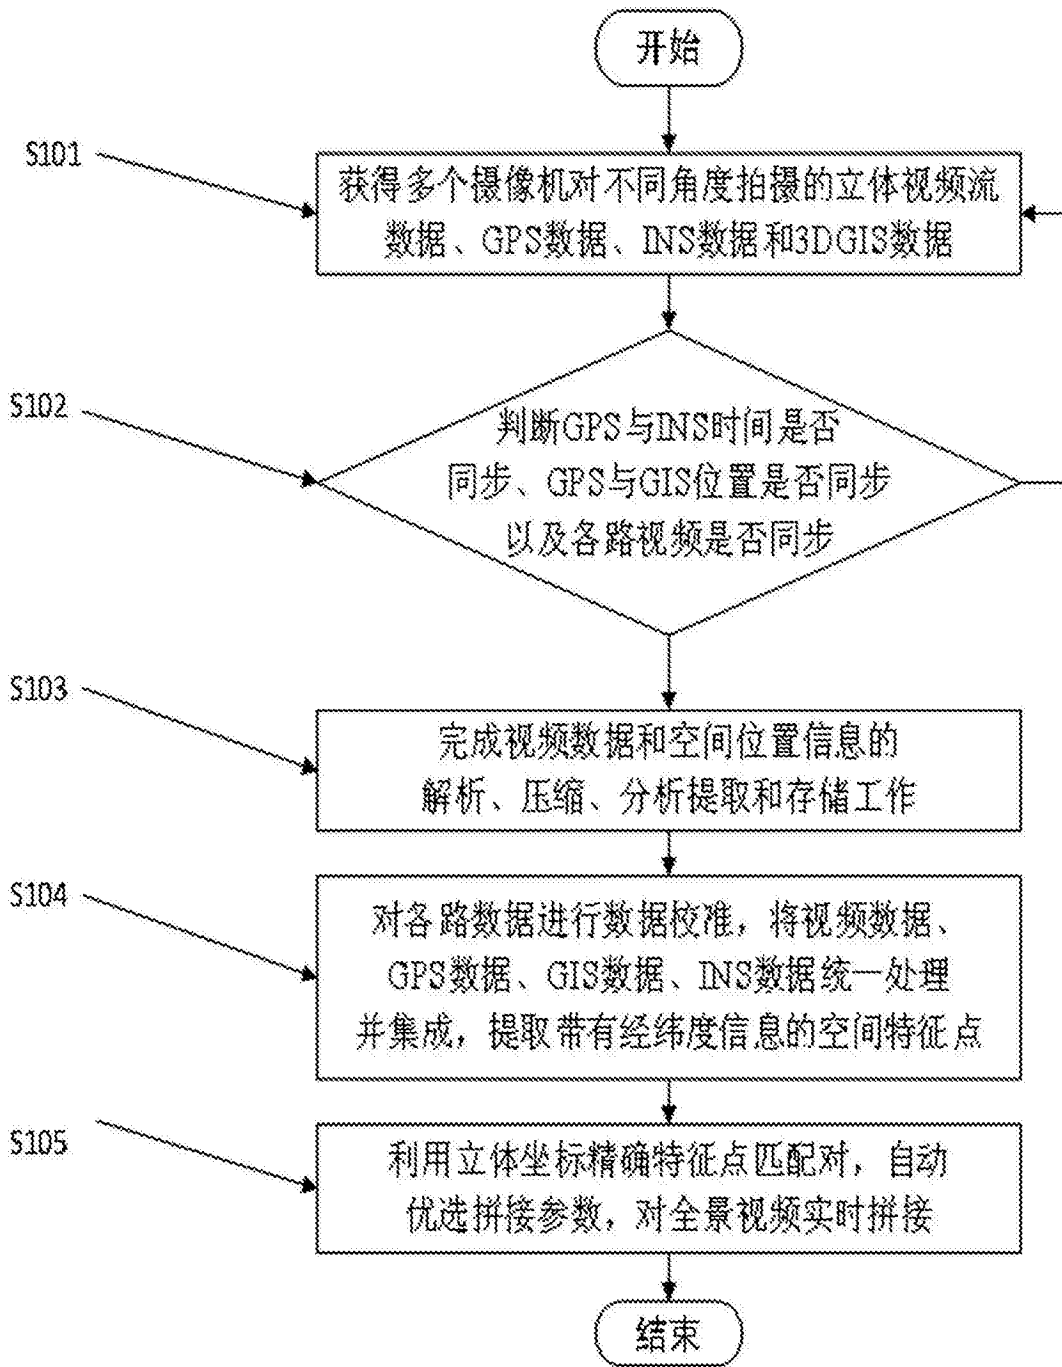 开始
S101
获得多个摄像机对不同角度拍摄的立体视频流
数据、GPS数据、INS数据和3DGIS数据
S102
判断GPS与INS时间是否
同步、GPS与GIS位置是否同步
以及各路视频是否同步
S103
完成视频数据和空间位置信息的
解析、压缩、分析提取和存储工作
S104
对各路数据进行数据校准，将视频数据、
GPS数据、GIS数据、INS数据统一处理
并集成，提取带有经纬度信息的空间特征点
S105
利用立体坐标精确特征点匹配对，自动
优选拼接参数，对全景视频实时拼接
结束